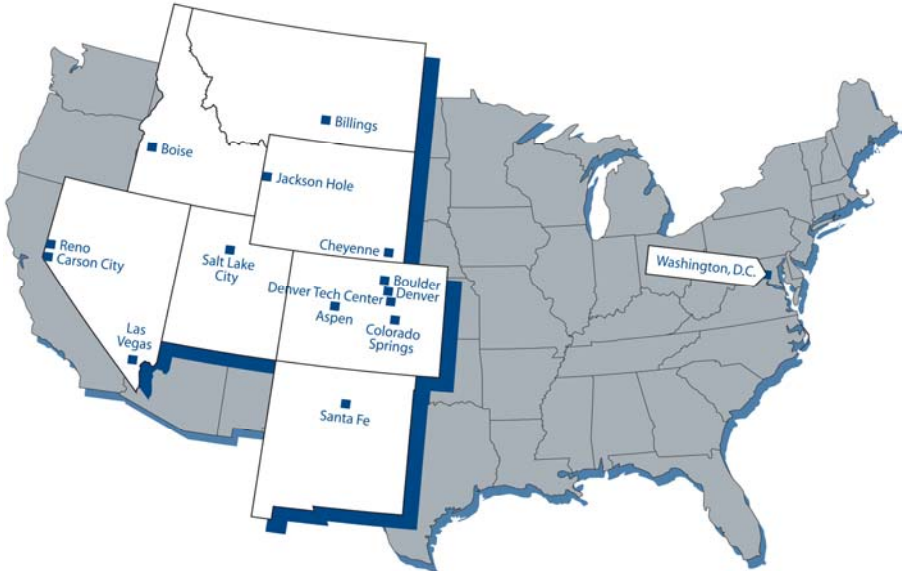 Billings
Boise
Jackson Hole
Reno
Carson City
Salt Lake
City
Cheyenne
Boulder
Denver
Denver Tech Center
Aspen
Colorado
Springs
Las
Vegas
Santa Fe
Washington, D.C.